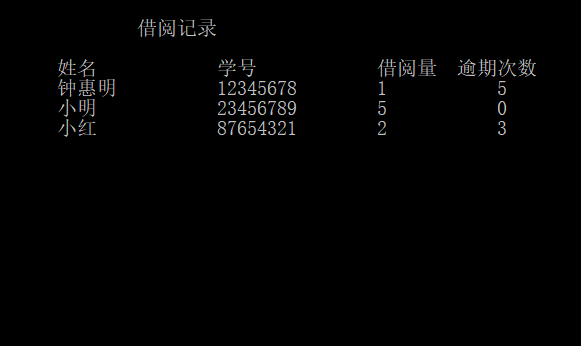 借阅记录
姓名 学号 借阅量 逾期次数
钟惠明 12345678 1 5
小明 23456789 5 0
小红 87654321 2 3